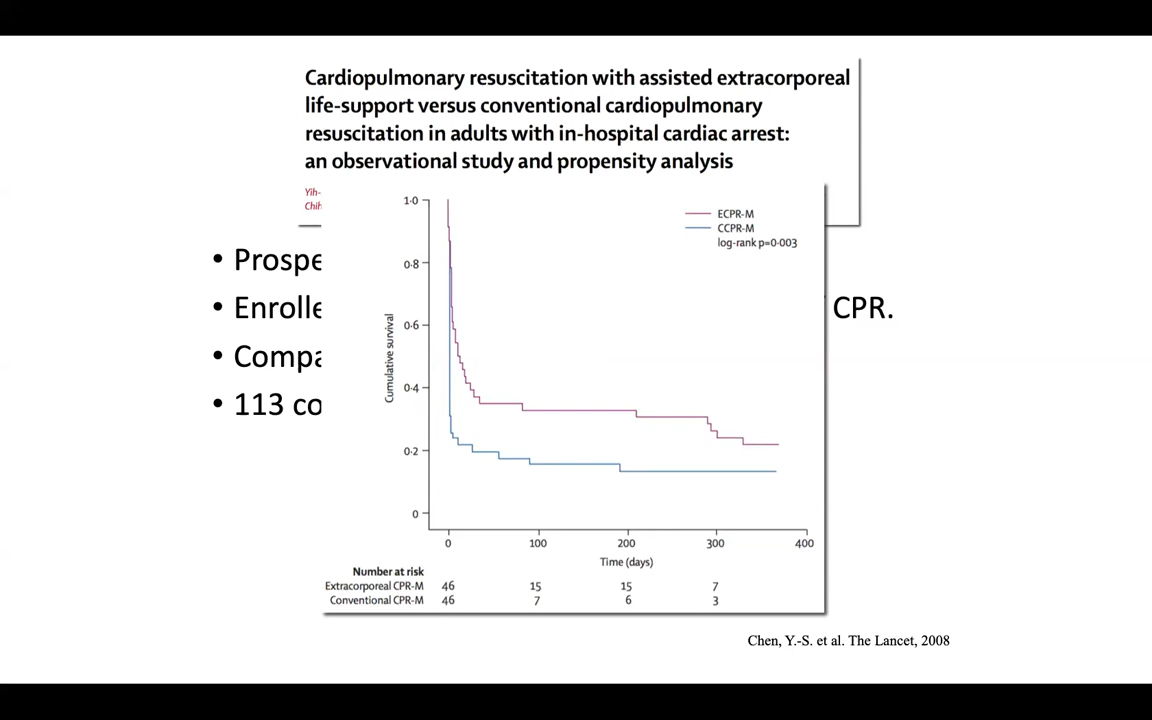 Cardiopulmonary resuscitation with assisted extracorporeal
life-support versus conventional cardiopulmonary
resuscitation in adults with in-hospital cardiac arrest:
an observational study and propensity analysis
Yih-
Chih
• Prospe
• Enrolle
CPR.
• Compa
• 113 co
1·0
0·8
0·6
0·4
0·2
0
Cumulative survival
ECPR-M
CCPR-M
log-rank p=0·003
0 100 200 300 400
Time (days)
Number at risk
Extracorporeal CPR-M 46 15 15 7
Conventional CPR-M 46 7 6 3
Chen, Y.-S. et al. The Lancet, 2008